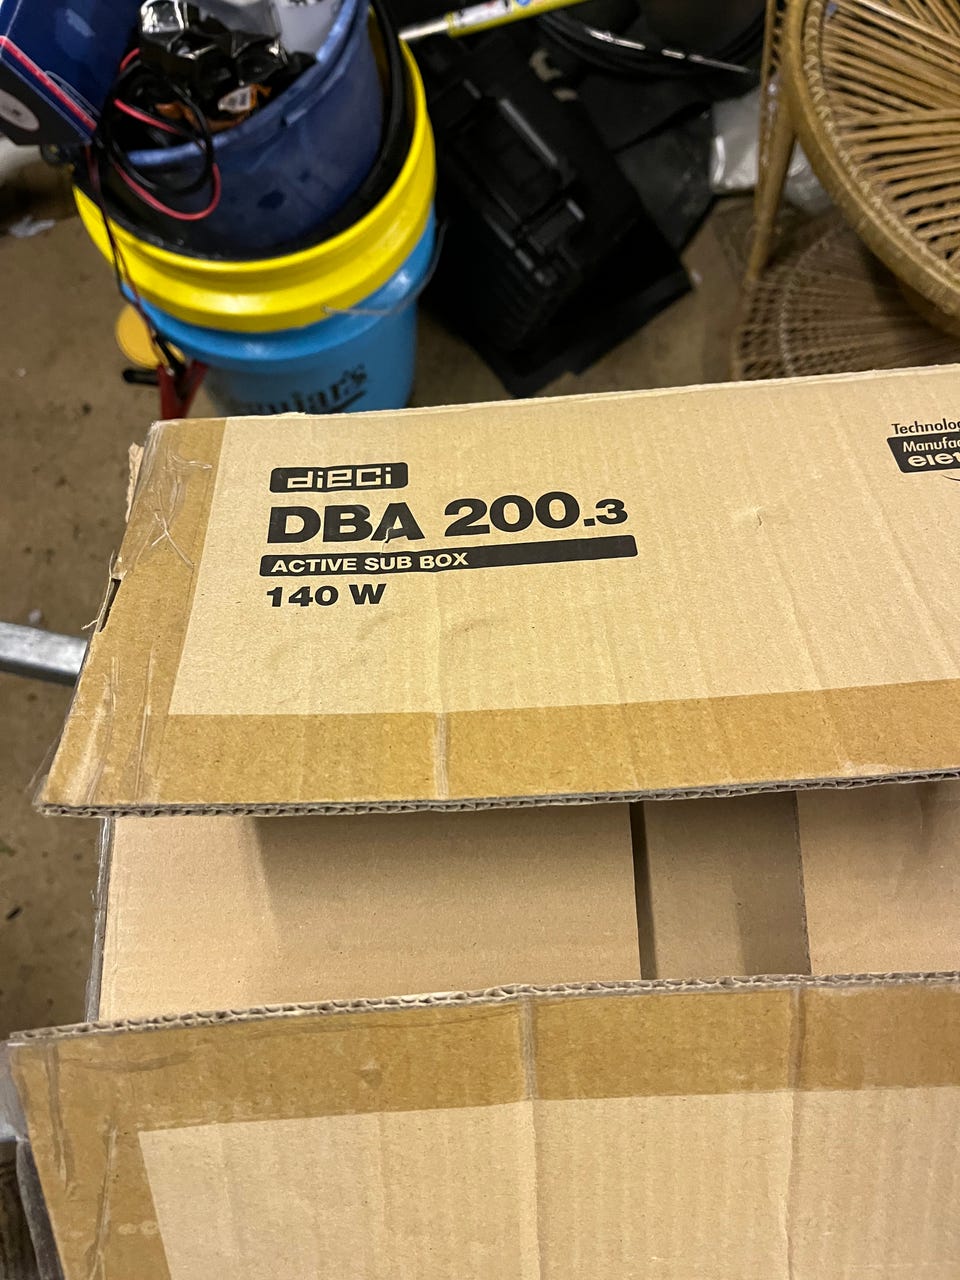 dieci
DBA 200.3
ACTIVE SUB BOX
140 W